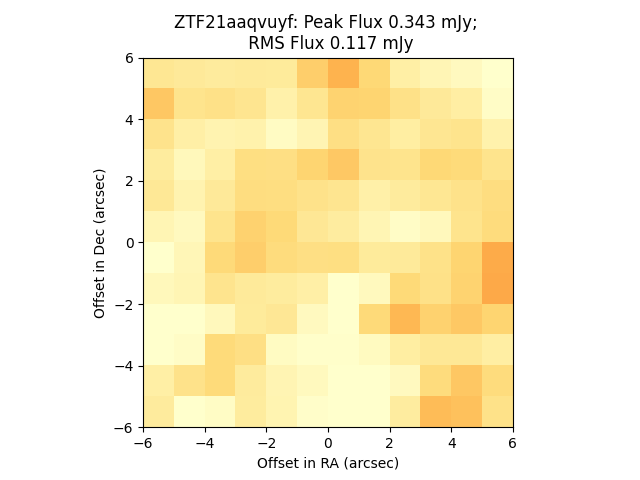 ZTF21aaqvuyf: Peak Flux 0.343 mJy;
RMS Flux 0.117 mJy
6
4
2
0
−2
−4
−6
Offset in Dec (arcsec)
−6 −4 −2 0 2 4 6
Offset in RA (arcsec)